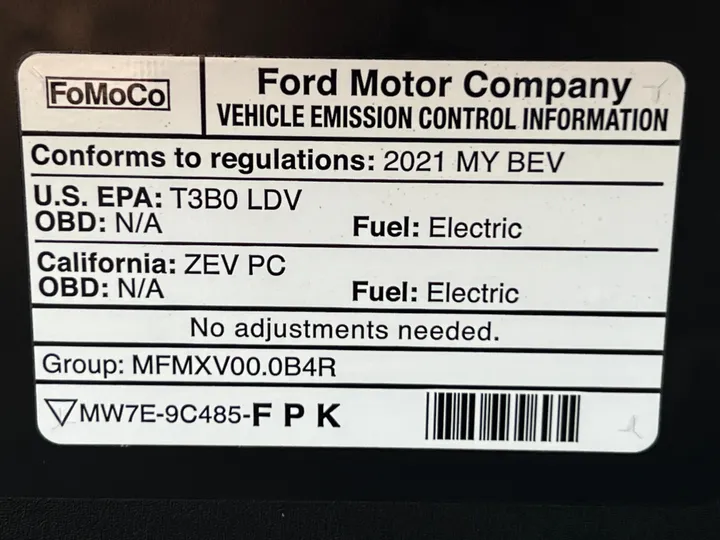 FoMoCo
Ford Motor Company
VEHICLE EMISSION CONTROL INFORMATION
Conforms to regulations: 2021 MY BEV
U.S. EPA: T3B0 LDV
OBD: N/A Fuel: Electric
California: ZEV PC
OBD: N/A Fuel: Electric
No adjustments needed.
Group: MFMXV00.0B4R
MW7E-9C485-F P K